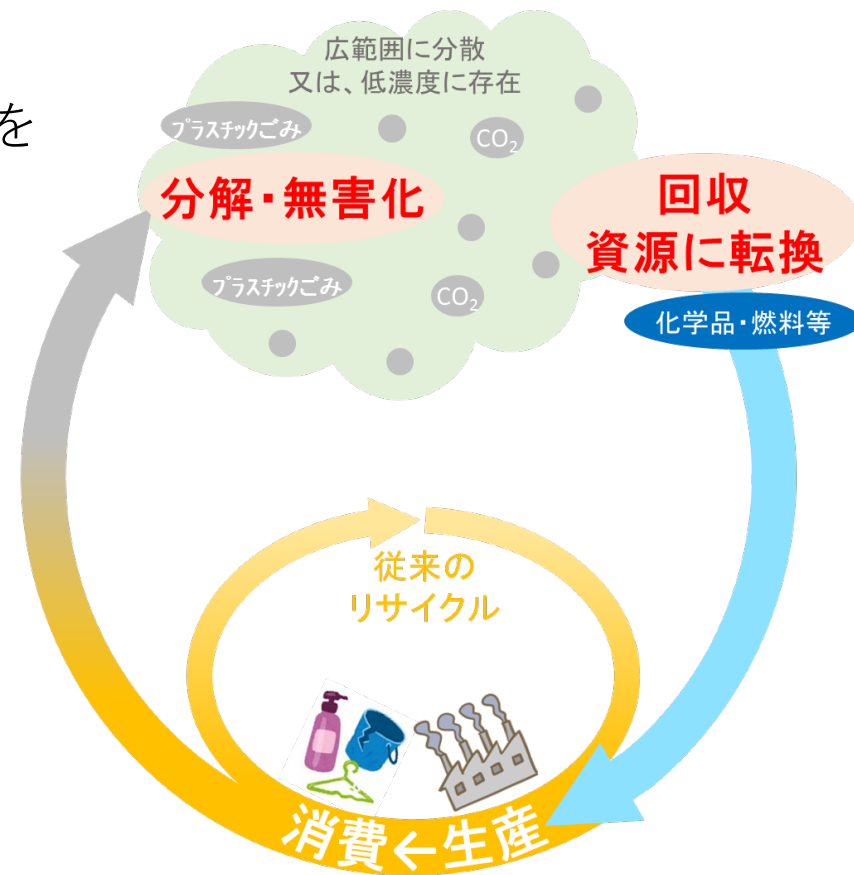 を
広範囲に分散
又は、低濃度に存在
プラスチックごみ
CO₂
分解・無害化
回収
資源に転換
プラスチックごみ
CO₂
化学品・燃料等
従来の
リサイクル
消費←生産